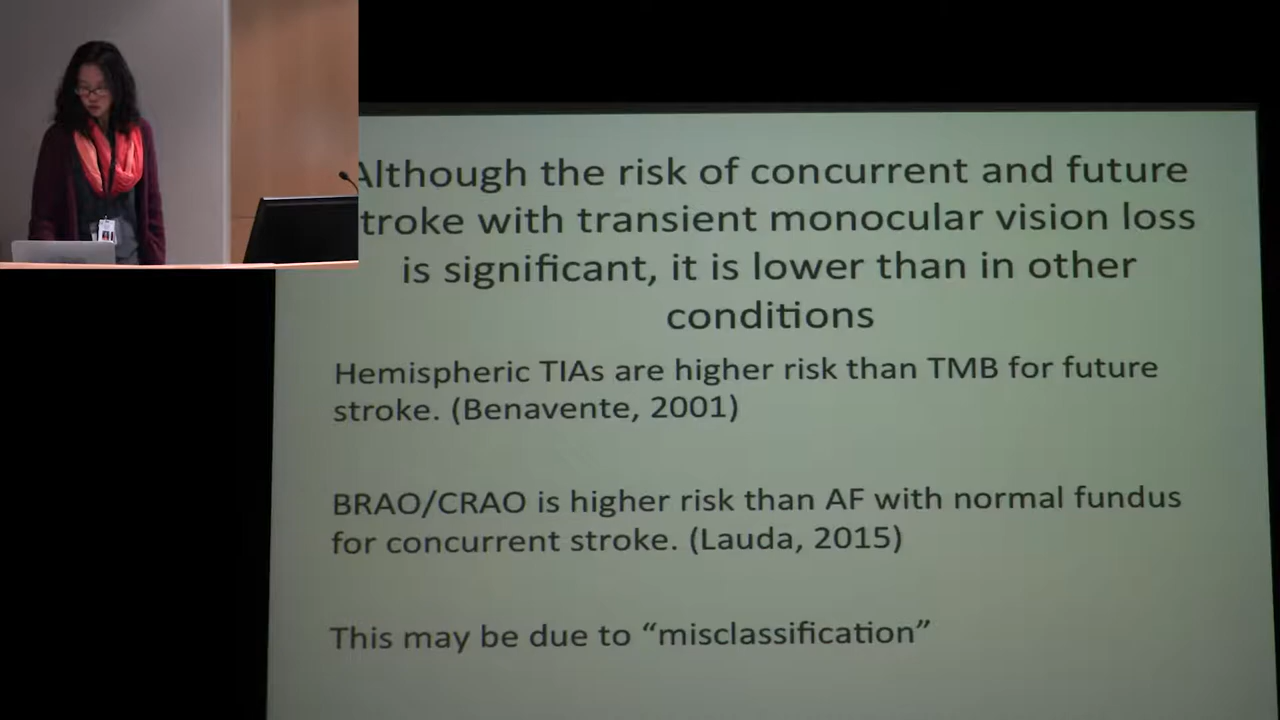 Although the risk of concurrent and future
troke with transient monocular vision loss
is significant, it is lower than in other
conditions
Hemispheric TIAs are higher risk than TMB for future
stroke. (Benavente, 2001)
BRAO/CRAO is higher risk than AF with normal fundus
for concurrent stroke. (Lauda, 2015)
This may be due to “misclassification”